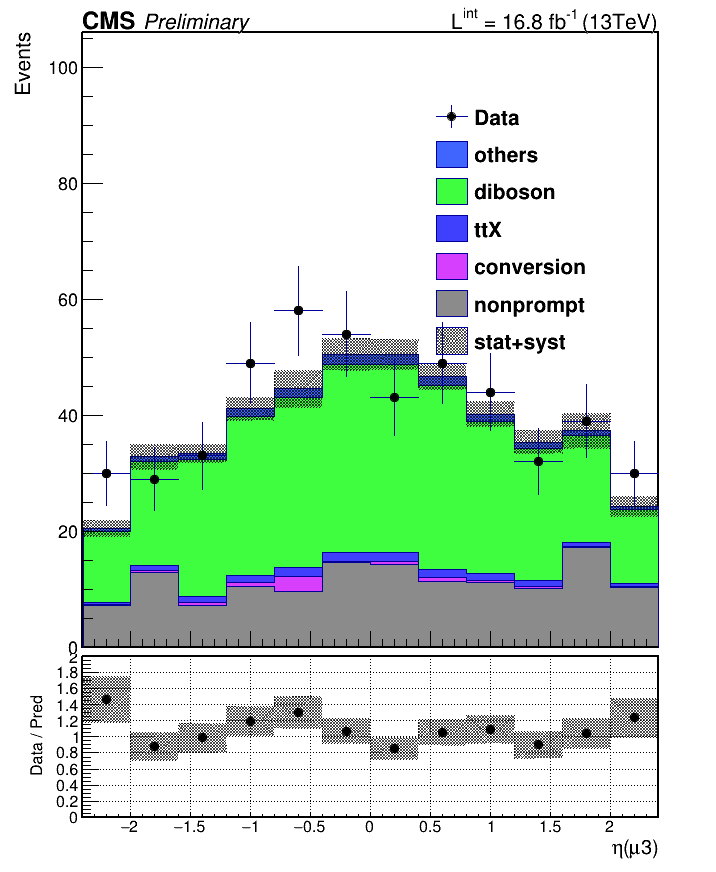 CMS Preliminary
L^int = 16.8 fb^-1 (13TeV)
Events
100
80
60
40
20
0
Data
others
diboson
ttX
conversion
nonprompt
stat+syst
Data / Pred
2
1.8
1.6
1.4
1.2
1
0.8
0.6
0.4
0.2
0
−2 −1.5 −1 −0.5 0 0.5 1 1.5 2
η(μ3)